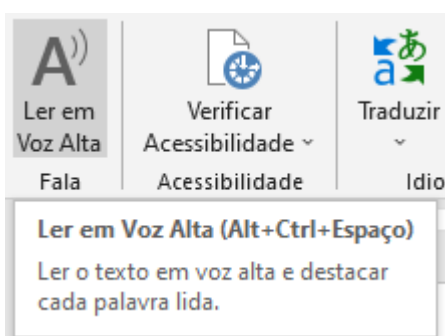 Ler em
Voz Alta
Verificar
Acessibilidade
Traduzir
Fala
Acessibilidade
Idio
Ler em Voz Alta (Alt+Ctrl+Espaço)
Ler o texto em voz alta e destacar
cada palavra lida.